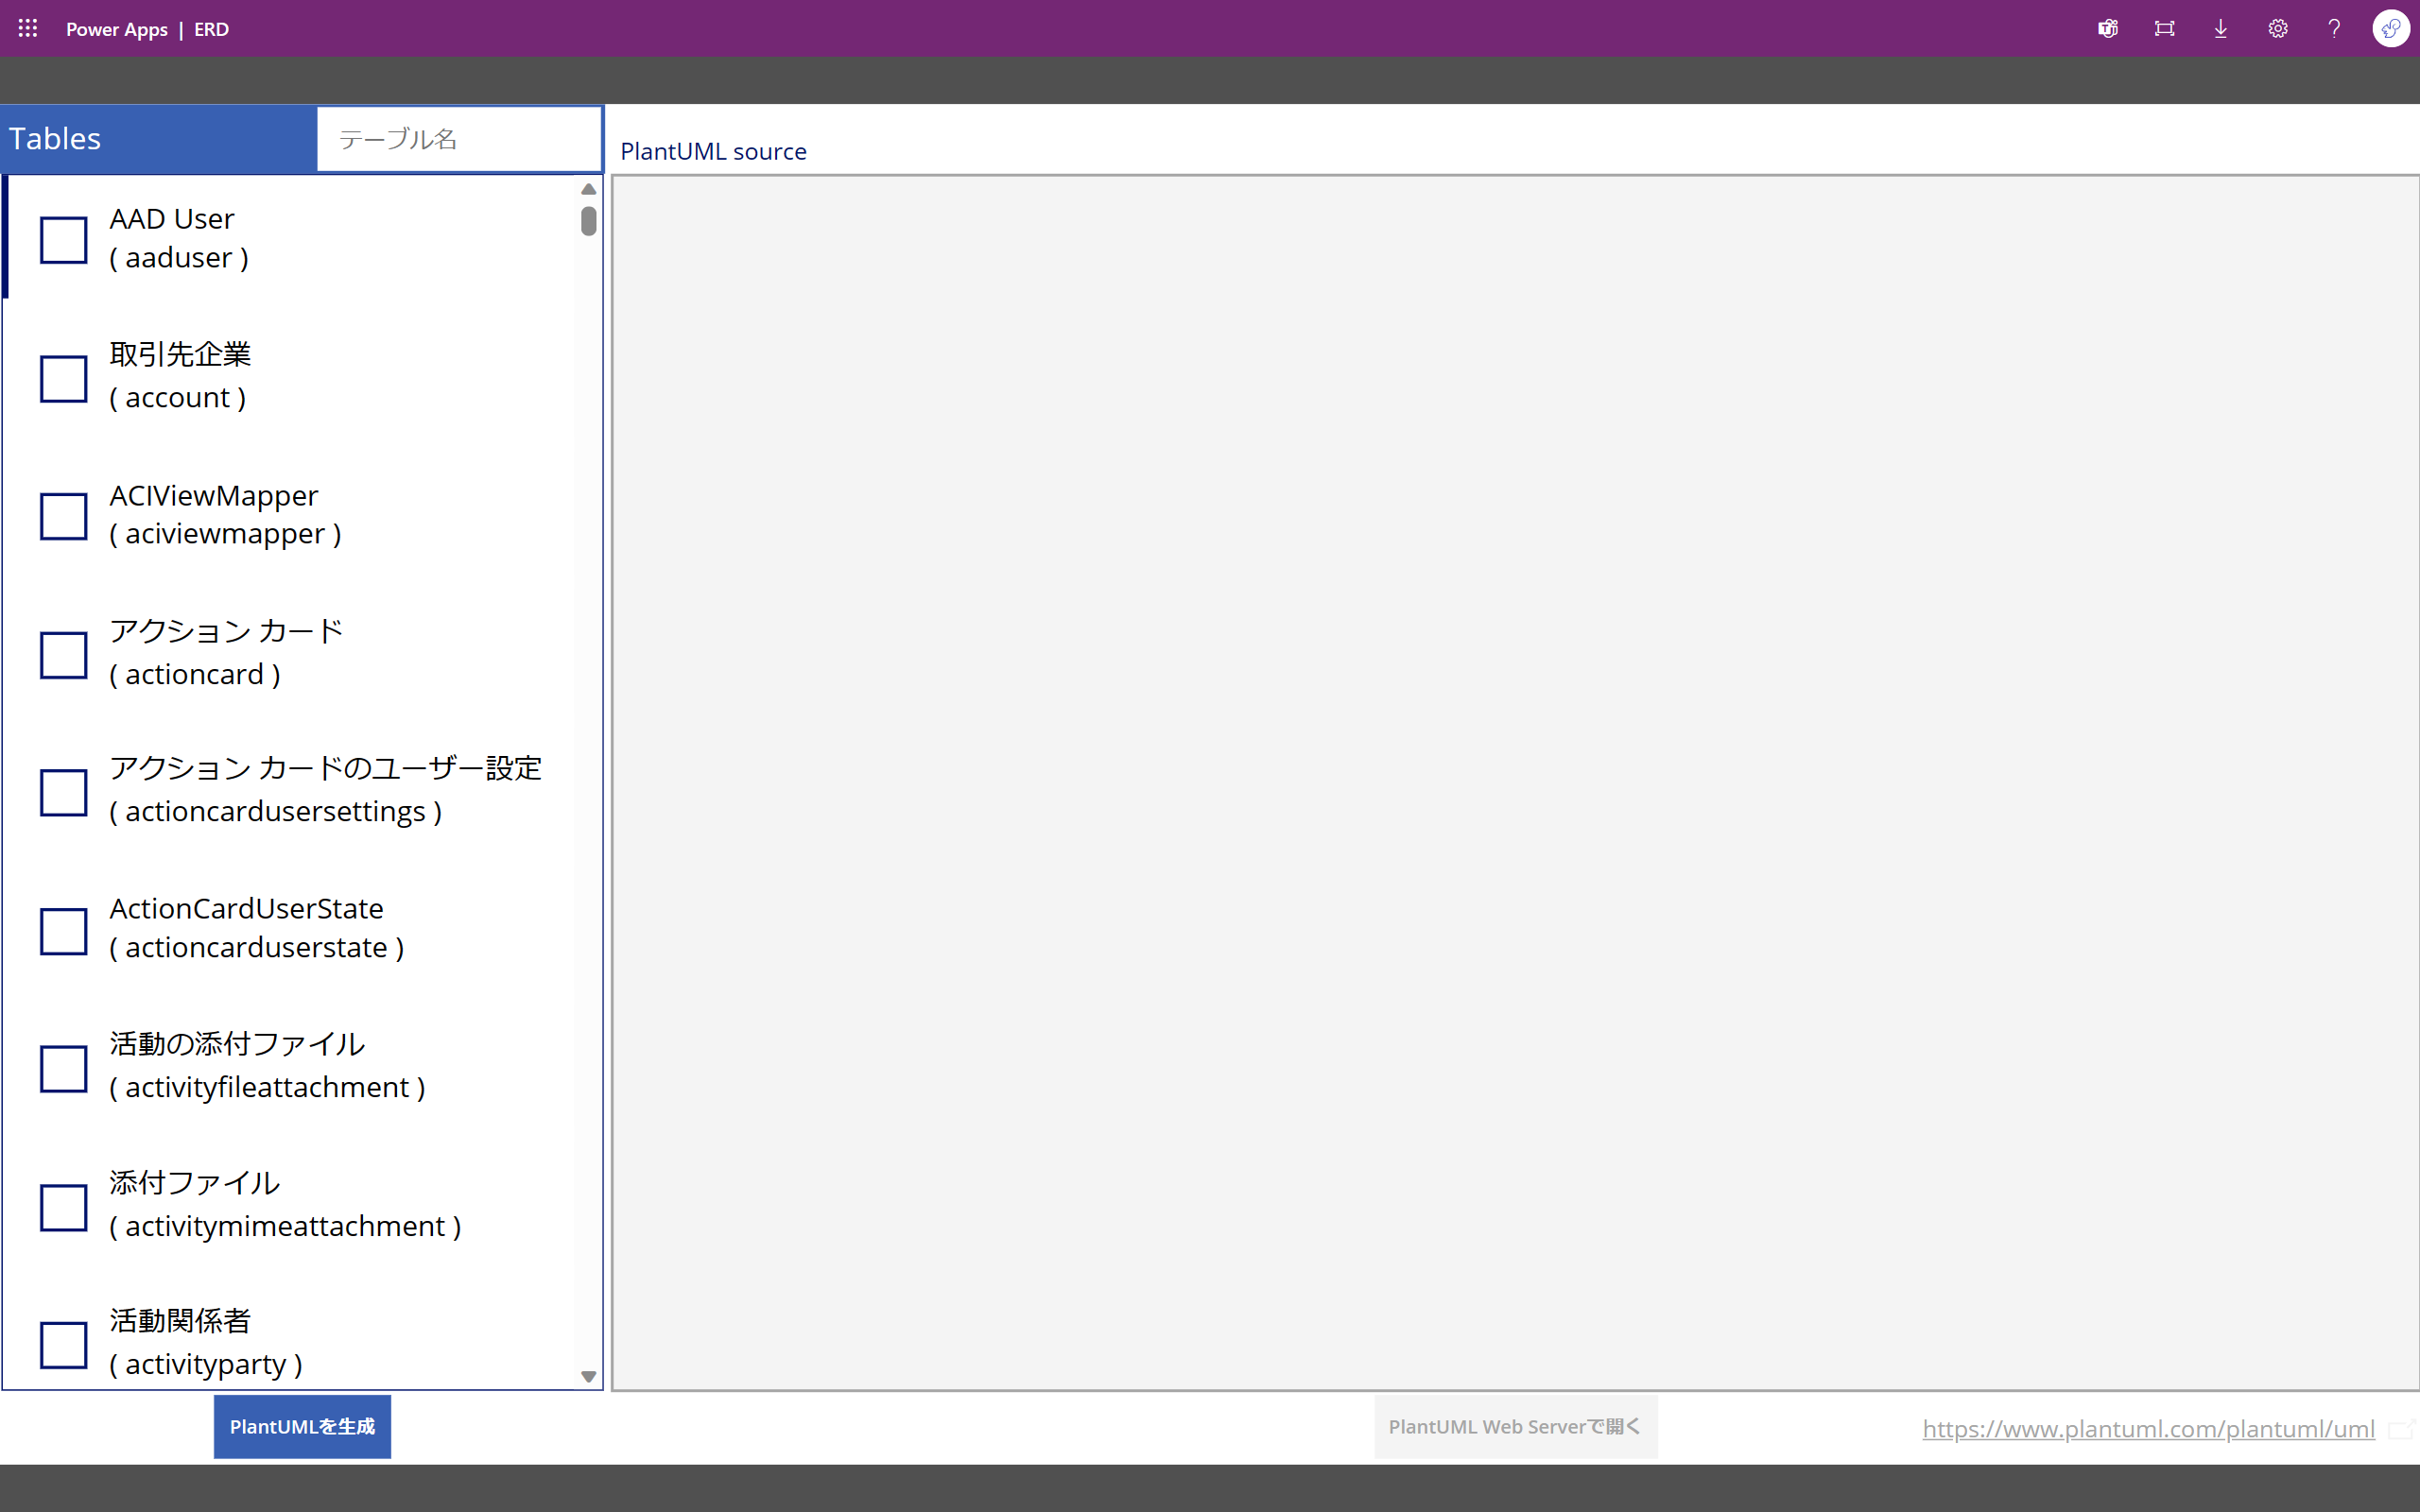 Power Apps | ERD
Tables
テーブル名
PlantUML source
AAD User
( aaduser )
取引先企業
( account )
ACIViewMapper
( aciviewmapper )
アクション カード
( actioncard )
アクション カードのユーザー設定
( actioncardusersettings )
ActionCardUserState
( actioncarduserstate )
活動の添付ファイル
( activityfileattachment )
添付ファイル
( activitymimeattachment )
活動関係者
( activityparty )
PlantUMLを生成
PlantUML Web Serverで開く
https://www.plantuml.com/plantuml/uml